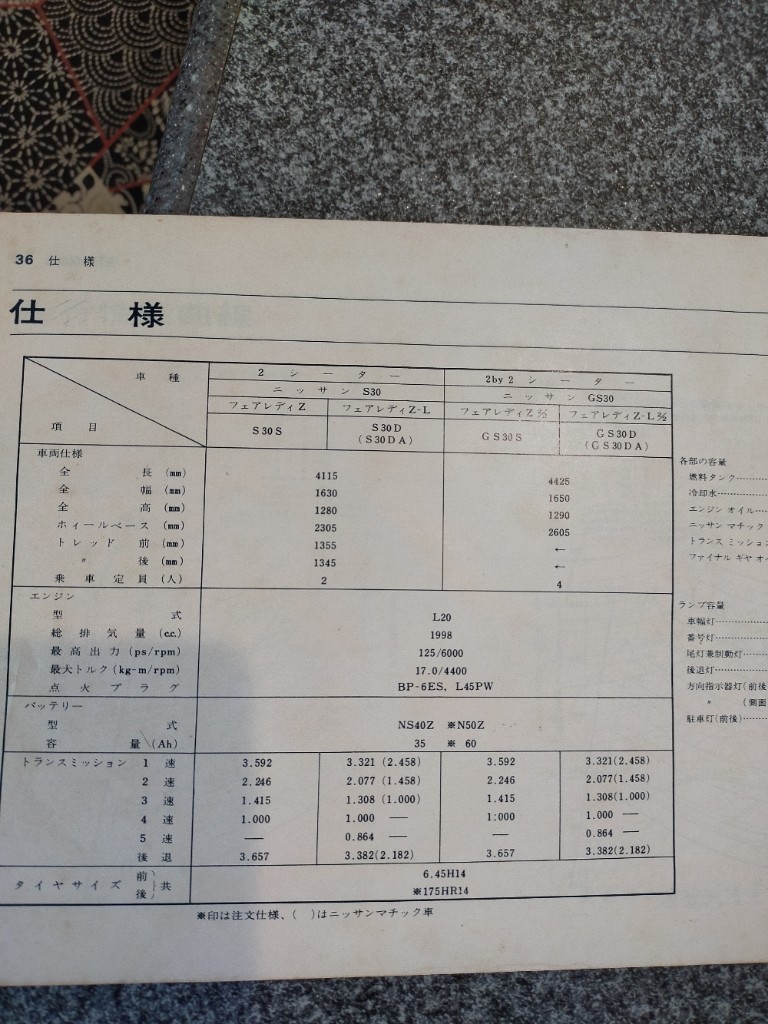 36 仕 様
仕 様
車 種
項 目
2 シ ー タ ー
2by 2 シ ー タ ー
ニ ッ サ ン S30
ニ ッ サ ン GS30
フェアレディZ フェアレディZ-L フェアレディZ 2/2 フェアレディZ-L 2/2
S30S S30D (S30DA) GS30S GS30D (GS30DA)
車両仕様
全 長 (mm) 4115 4425
全 幅 (mm) 1630 1650
全 高 (mm) 1280 1290
ホィールベース (mm) 2305 2605
トレッド 前 (mm) 1355 ←
〃 後 (mm) 1345 ←
乗 車 定 員 (人) 2 4
エンジン
型 式 L20
総 排 気 量 (c.c.) 1998
最 高 出 力 (ps/rpm) 125/6000
最大トルク (kg-m/rpm) 17.0/4400
点 火 プ ラ グ BP-6ES, L45PW
バッテリー
型 式 NS40Z ※N50Z
容 量 (Ah) 35 ※ 60
トランスミッション 1 速 3.592 3.321 (2.458) 3.592 3.321(2.458)
2 速 2.246 2.077 (1.458) 2.246 2.077(1.458)
3 速 1.415 1.308 (1.000) 1.415 1.308(1.000)
4 速 1.000 1.000 — 1:000 1.000 —
5 速 — 0.864 — — 0.864 —
後 退 3.657 3.382(2.182) 3.657 3.382(2.182)
タ イ ヤ サ イ ズ 前 後 } 共 6.45H14
※175HR14
※印は注文仕様、( )はニッサンマチック車
各部の容量
燃料タンク
冷却水
エンジン オイル
ニッサン マチック
トランス ミッション
ファイナル ギヤ オ
ランプ容量
車幅灯
番号灯
尾灯兼制動灯
後退灯
方向指示器灯(前後
〃 (側面
駐車灯(前後)